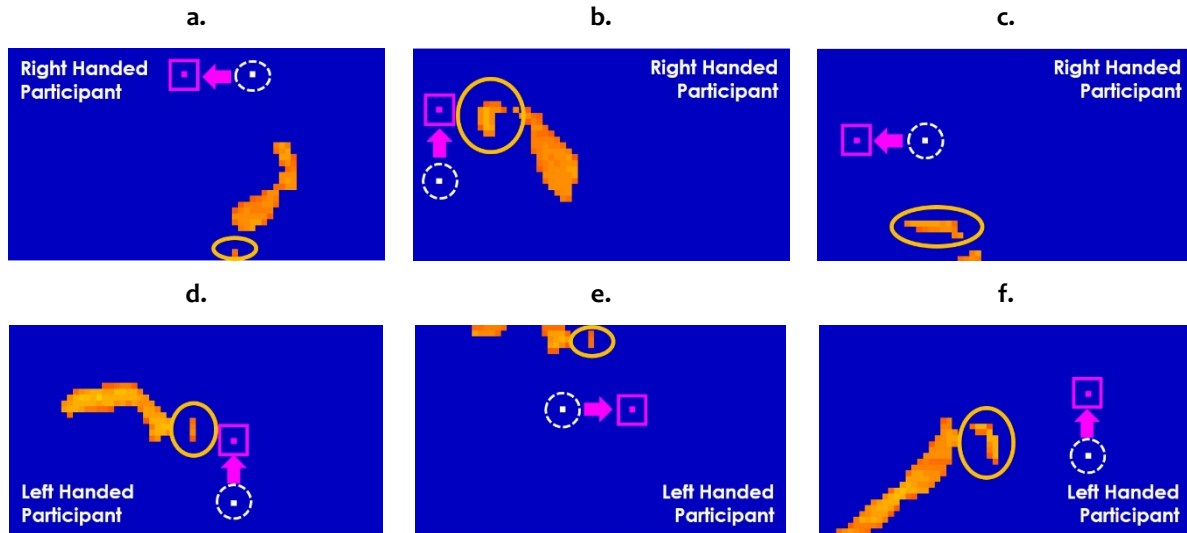 a.
b.
c.
Right Handed
Participant
Right Handed
Participant
Right Handed
Participant
d.
e.
f.
Left Handed
Participant
Left Handed
Participant
Left Handed
Participant